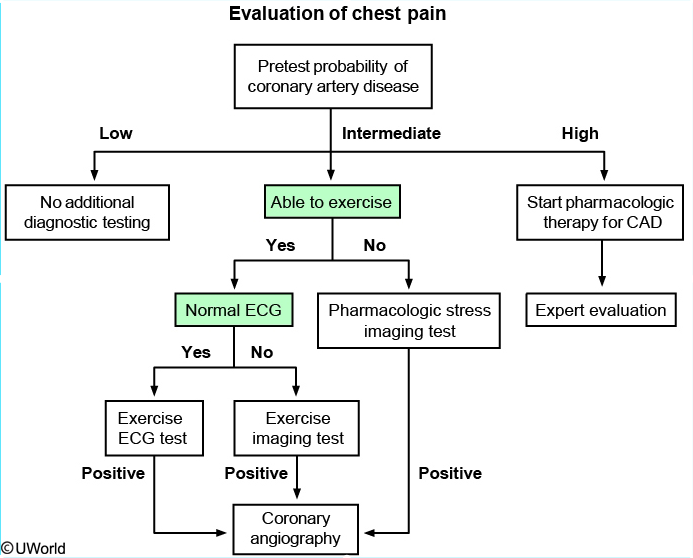 Evaluation of chest pain
Pretest probability of
coronary artery disease
Low
Intermediate
High
No additional
diagnostic testing
Able to exercise
Start pharmacologic
therapy for CAD
Yes
No
Normal ECG
Pharmacologic stress
imaging test
Expert evaluation
Yes
No
Exercise
ECG test
Exercise
imaging test
Positive
Positive
Positive
Coronary
angiography
©UWorld